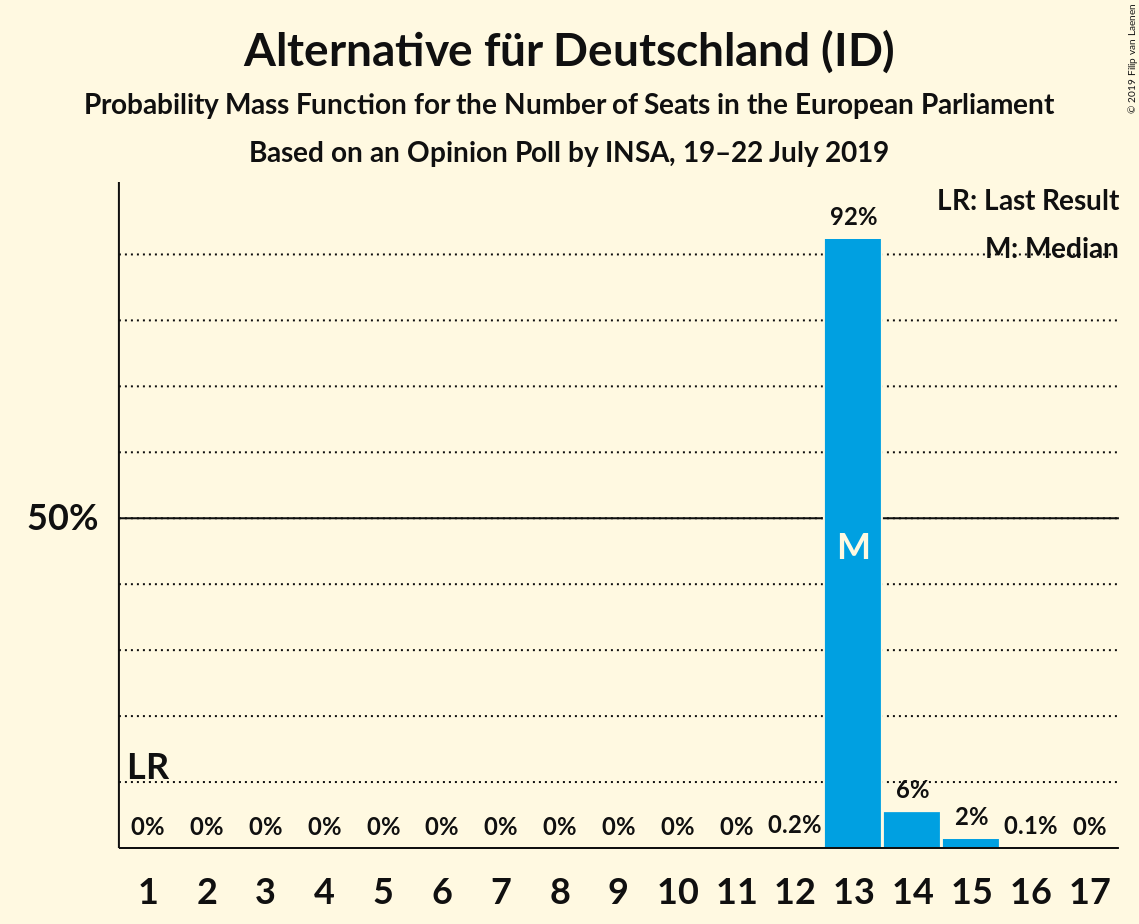 Alternative für Deutschland (ID)
Probability Mass Function for the Number of Seats in the European Parliament
Based on an Opinion Poll by INSA, 19–22 July 2019
© 2019 Filip van Laenen
LR: Last Result
M: Median
92%
50%
M
LR
0% 0% 0% 0% 0% 0% 0% 0% 0% 0% 0% 0.2% 6% 2% 0.1% 0%
1 2 3 4 5 6 7 8 9 10 11 12 13 14 15 16 17